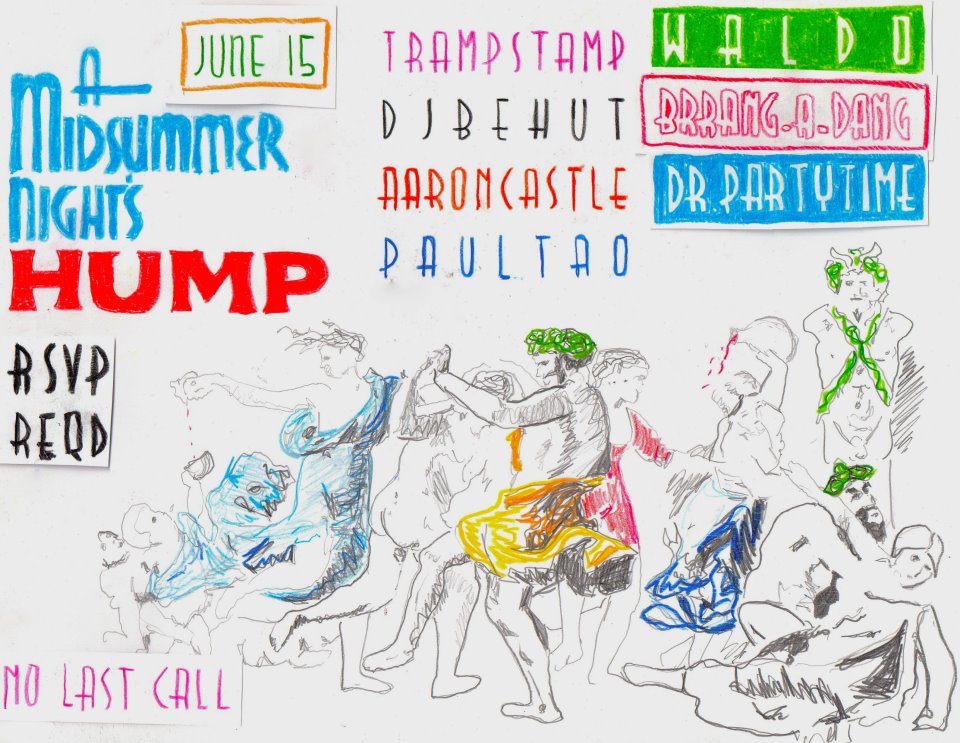 JUNE 15
A
MIDSUMMER
NIGHT'S
HUMP
RSVP
REQD
NO LAST CALL
TRAMPSTAMP
DJBEHUT
AARONCASTLE
PAULTAO
WALDO
BRRANG.A.DANG
DR.PARTYTIME